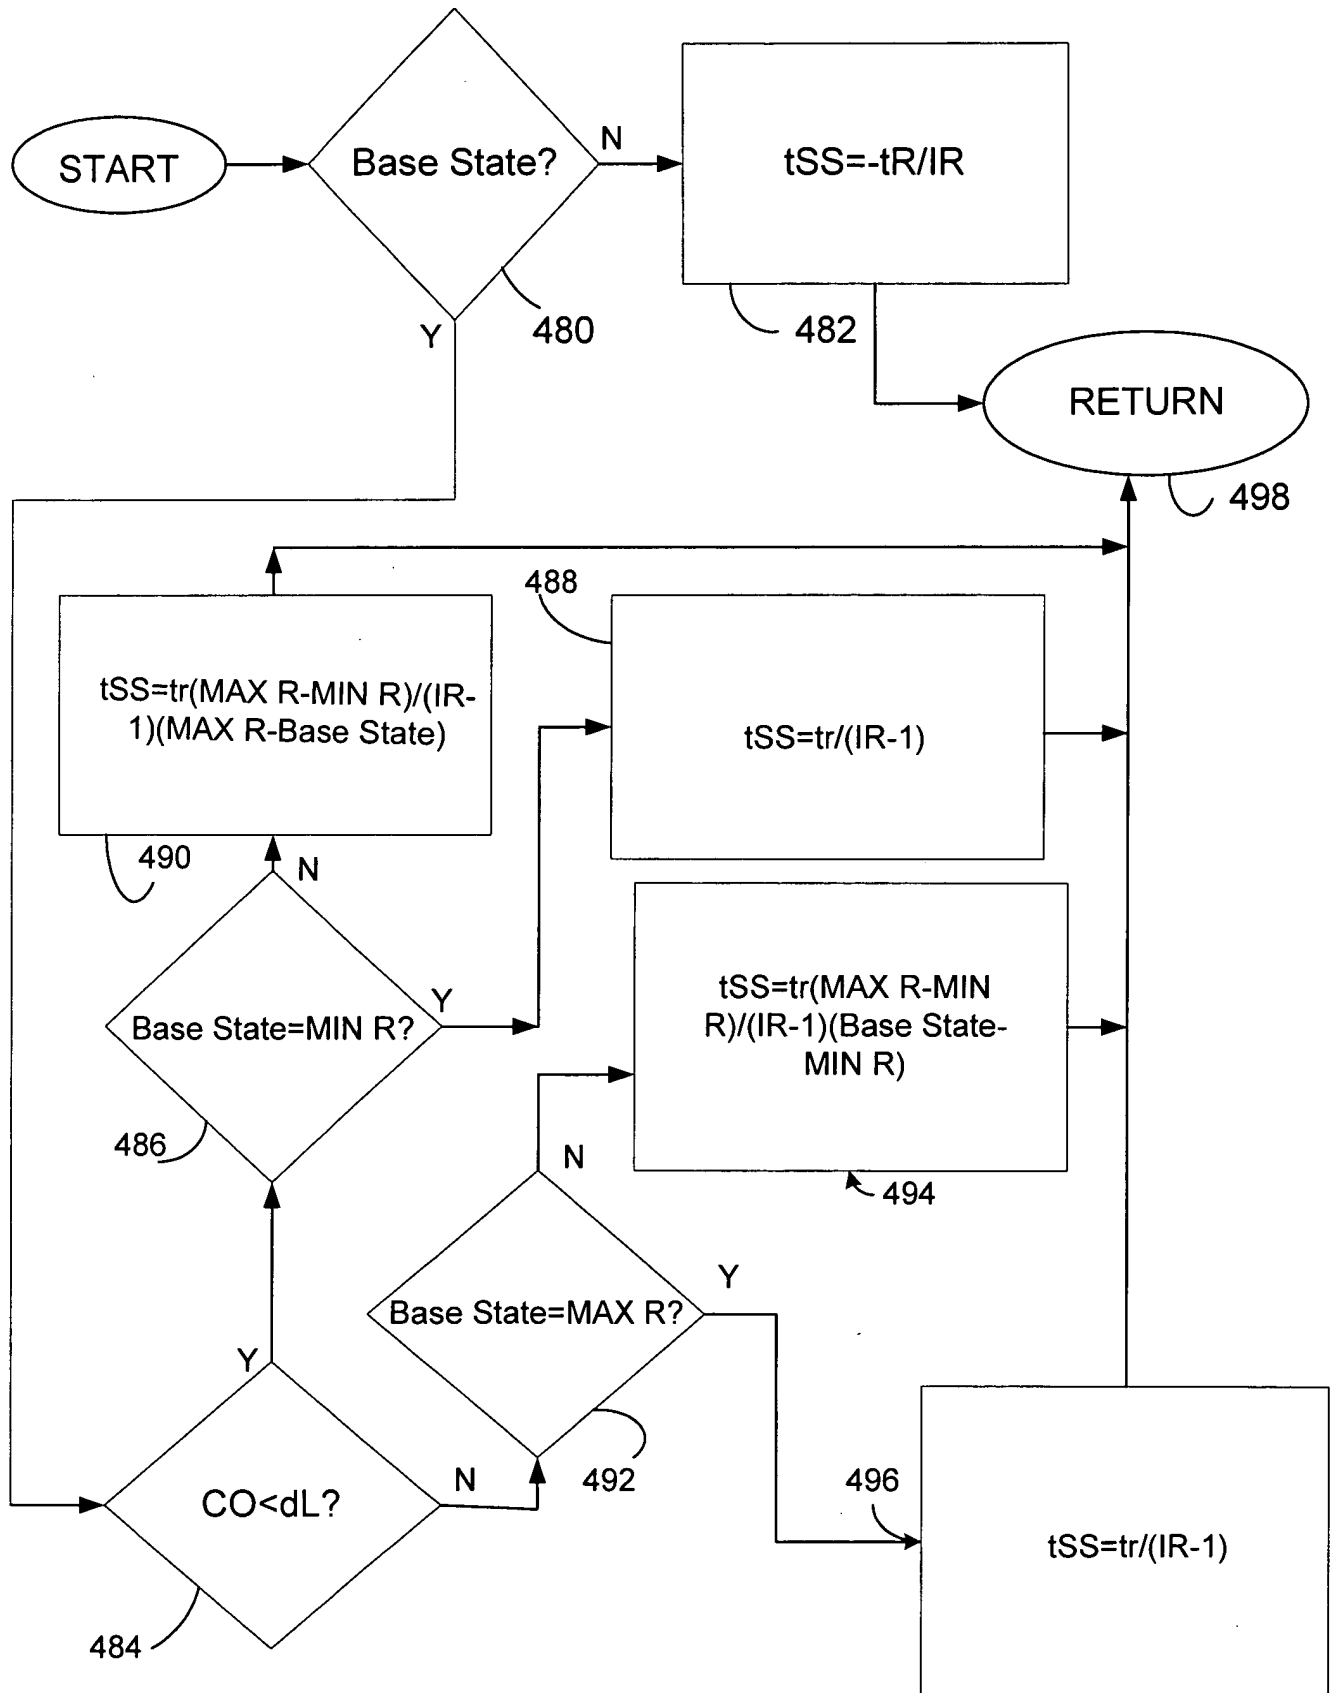 START
Base State?
N
tSS=-tR/IR
480
Y
482
RETURN
498
488
tSS=tr(MAX R-MIN R)/(IR-
1)(MAX R-Base State)
tSS=tr/(IR-1)
490
N
Base State=MIN R?
Y
tSS=tr(MAX R-MIN
R)/(IR-1)(Base State-
MIN R)
486
N
494
Base State=MAX R?
Y
Y
CO<dL?
N
492
496
tSS=tr/(IR-1)
484